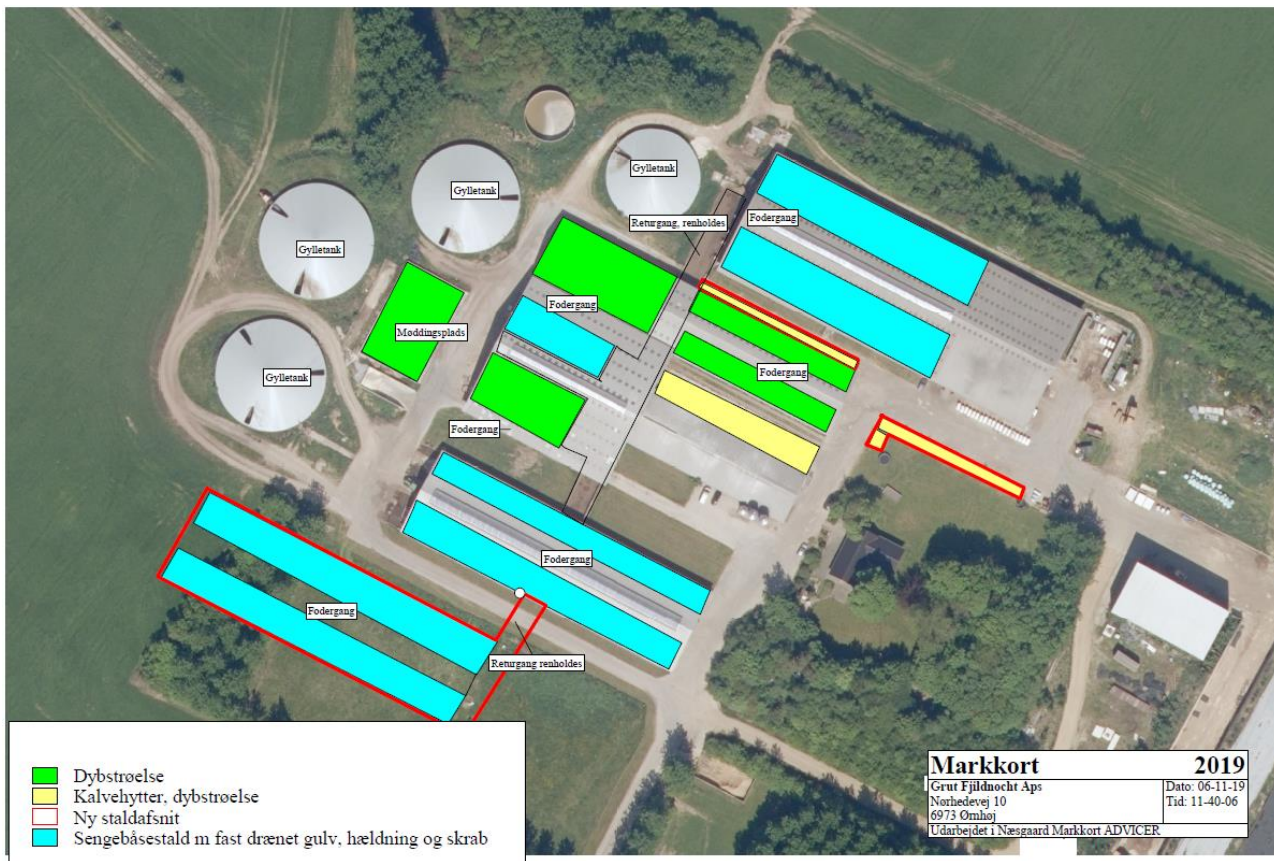 Gylletank
Gylletank
Returgang, renholdes
Fodergang
Gylletank
Fodergang
Møddingsplads
Fodergang
Gylletank
Fodergang
Fodergang
Fodergang
Returgang renholdes
Dybstrøelse
Kalvehytter, dybstrøelse
Ny staldafsnit
Sengebåsestald m fast drænet gulv, hældning og skrab
Markkort 2019
Grut Fjildnocht Aps
Nørhedevej 10
6973 Ørnhøj
Dato: 06-11-19
Tid: 11-40-06
Udarbejdet i Næsgaard Markkort ADVICER